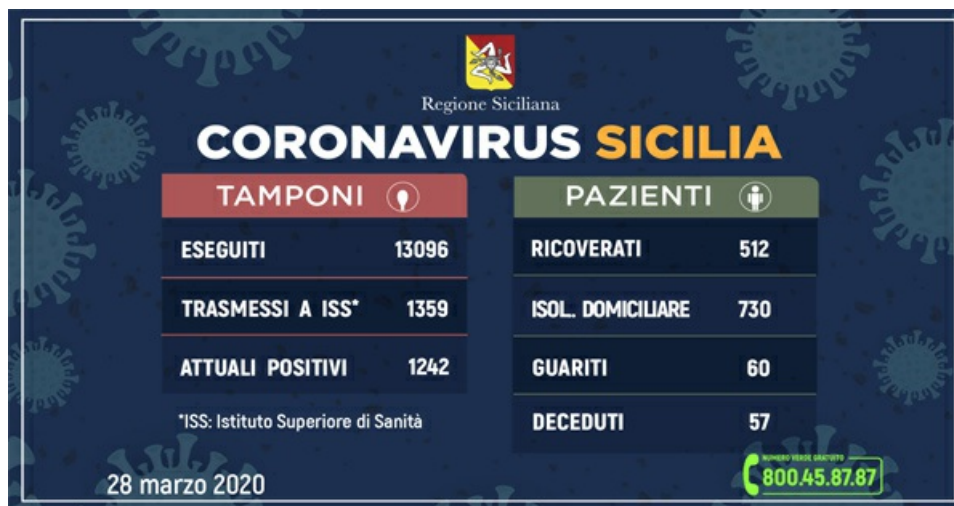 Regione Siciliana
CORONAVIRUS SICILIA
TAMPONI
ESEGUITI 13096
TRASMESSI A ISS* 1359
ATTUALI POSITIVI 1242
*ISS: Istituto Superiore di Sanità
PAZIENTI
RICOVERATI 512
ISOL. DOMICILIARE 730
GUARITI 60
DECEDUTI 57
28 marzo 2020
NUMERO VERDE GRATUITO
800.45.87.87